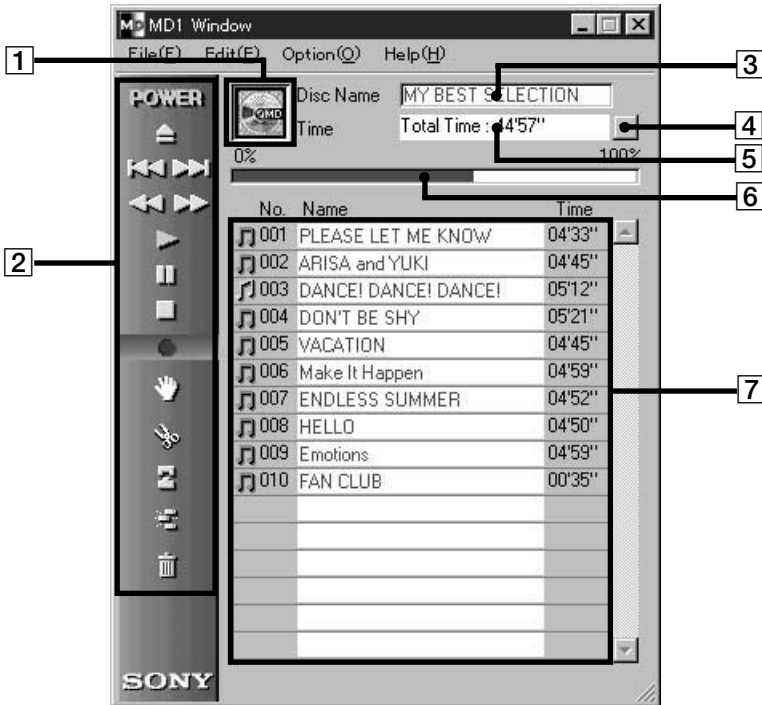 MD MD1 Window
File(F) Edit(E) Option(O) Help(H)
1
3
POWER
GMD
Disc Name MY BEST SELECTION
Time Total Time : 44'57''
4
5
0% 100%
6
No. Name Time
001 PLEASE LET ME KNOW 04'33''
002 ARISA and YUKI 04'45''
2
003 DANCE! DANCE! DANCE! 05'12''
004 DON'T BE SHY 05'21''
005 VACATION 04'45''
006 Make It Happen 04'59''
007 ENDLESS SUMMER 04'52''
7
008 HELLO 04'50''
009 Emotions 04'59''
010 FAN CLUB 00'35''
SONY